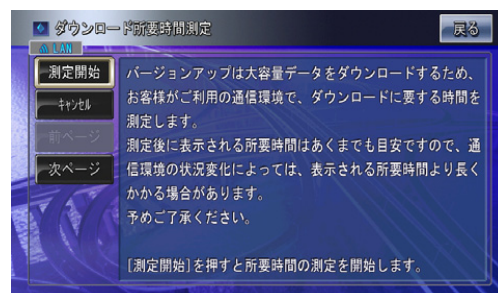 ダウンロード所要時間測定
戻る
LAN
測定開始
キャンセル
前ページ
次ページ
バージョンアップは大容量データをダウンロードするため、
お客様がご利用の通信環境で、ダウンロードに要する時間を
測定します。
測定後に表示される所要時間はあくまでも目安ですので、通
信環境の状況変化によっては、表示される所要時間より長く
かかる場合があります。
予めご了承ください。
[測定開始]を押すと所要時間の測定を開始します。